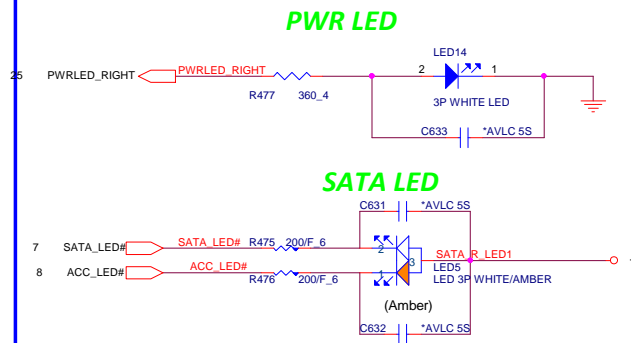 PWR LED
LED14
25 PWRLED_RIGHT PWRLED_RIGHT 2 1
R477 360_4 3P WHITE LED
C633 *AVLC 5S
SATA LED
C631 *AVLC 5S
7 SATA_LED# SATA_LED# R475 200/F_6 2 SATA_R_LED1
3 LED5
8 ACC_LED# ACC_LED# 1 LED 3P WHITE/AMBER
R476 200/F_6
(Amber)
C632 *AVLC 5S